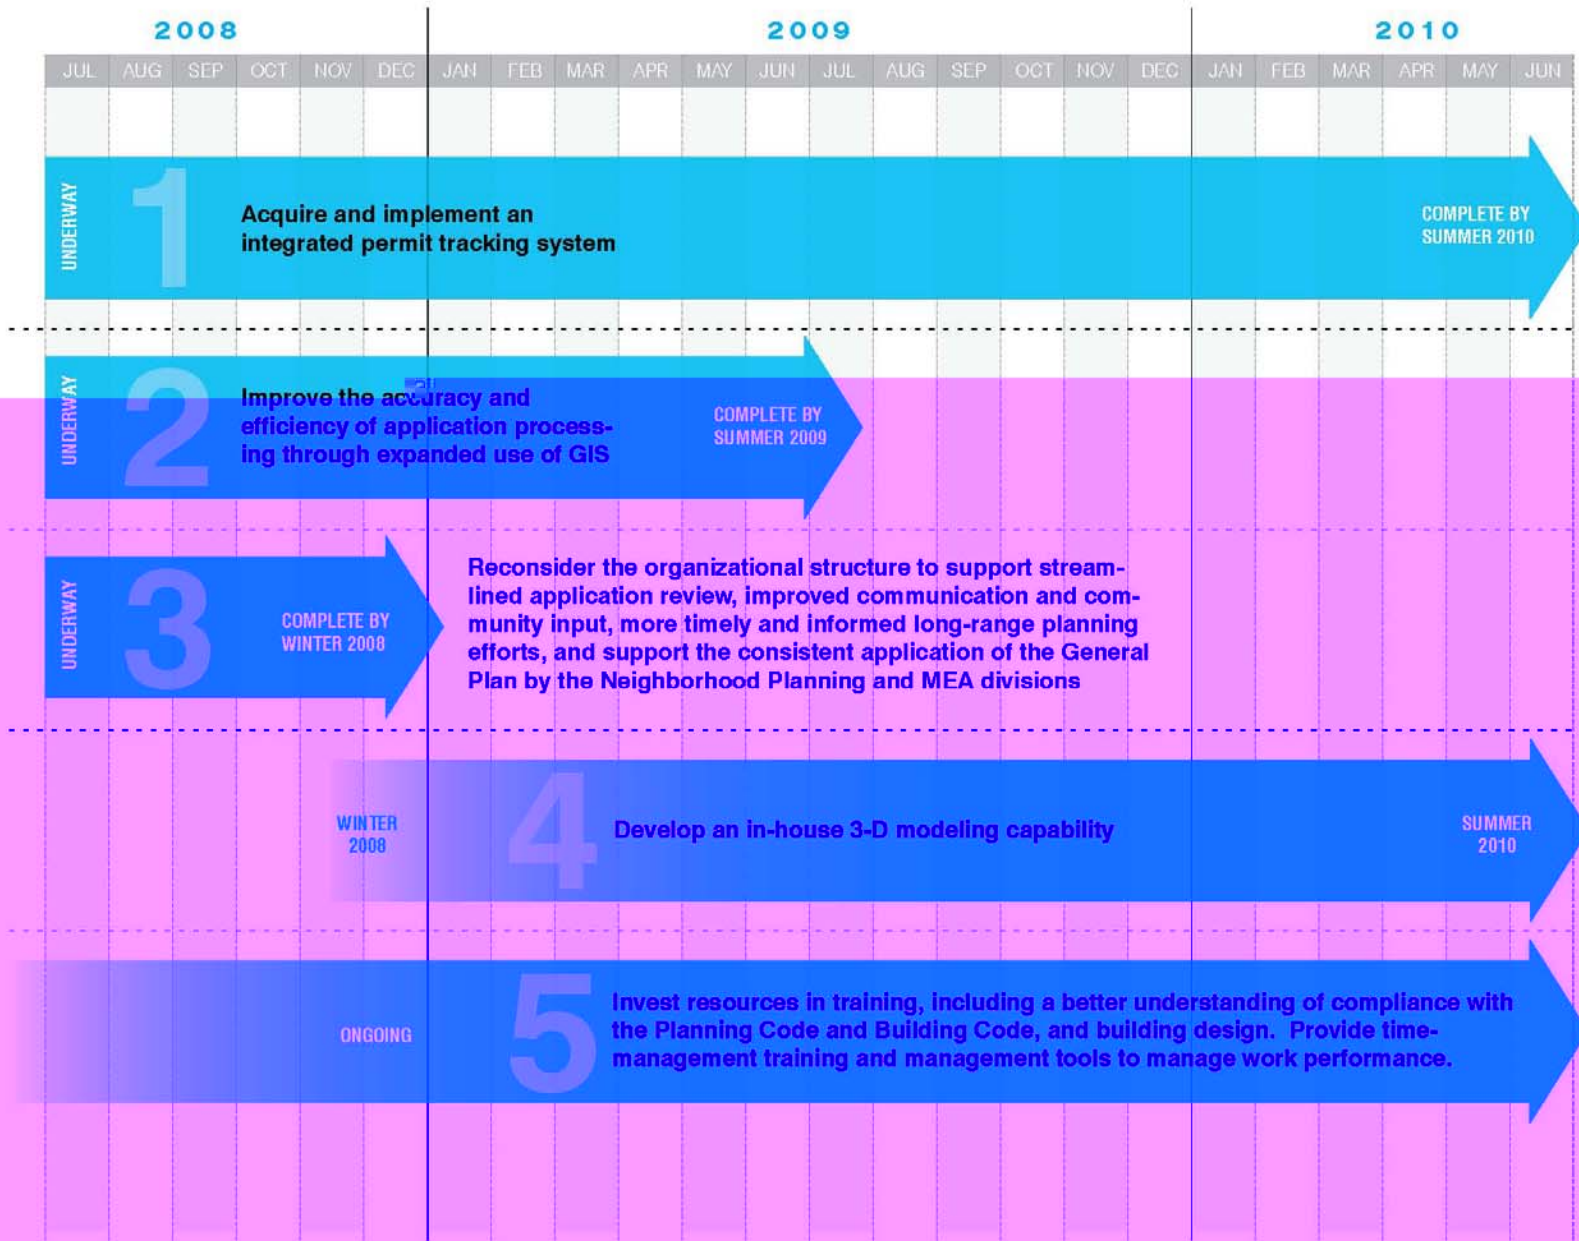 2008 2009 2010
JUL AUG SEP OCT NOV DEC JAN FEB MAR APR MAY JUN JUL AUG SEP OCT NOV DEC JAN FEB MAR APR MAY JUN
UNDERWAY
1
Acquire and implement an
integrated permit tracking system
COMPLETE BY
SUMMER 2010
UNDERWAY
2
Improve the accuracy and
efficiency of application process-
ing through expanded use of GIS
COMPLETE BY
SUMMER 2009
UNDERWAY
3
COMPLETE BY
WINTER 2008
Reconsider the organizational structure to support stream-
lined application review, improved communication and com-
munity input, more timely and informed long-range planning
efforts, and support the consistent application of the General
Plan by the Neighborhood Planning and MEA divisions
WINTER
2008
4
Develop an in-house 3-D modeling capability
SUMMER
2010
ONGOING
5
Invest resources in training, including a better understanding of compliance with
the Planning Code and Building Code, and building design. Provide time-
management training and management tools to manage work performance.